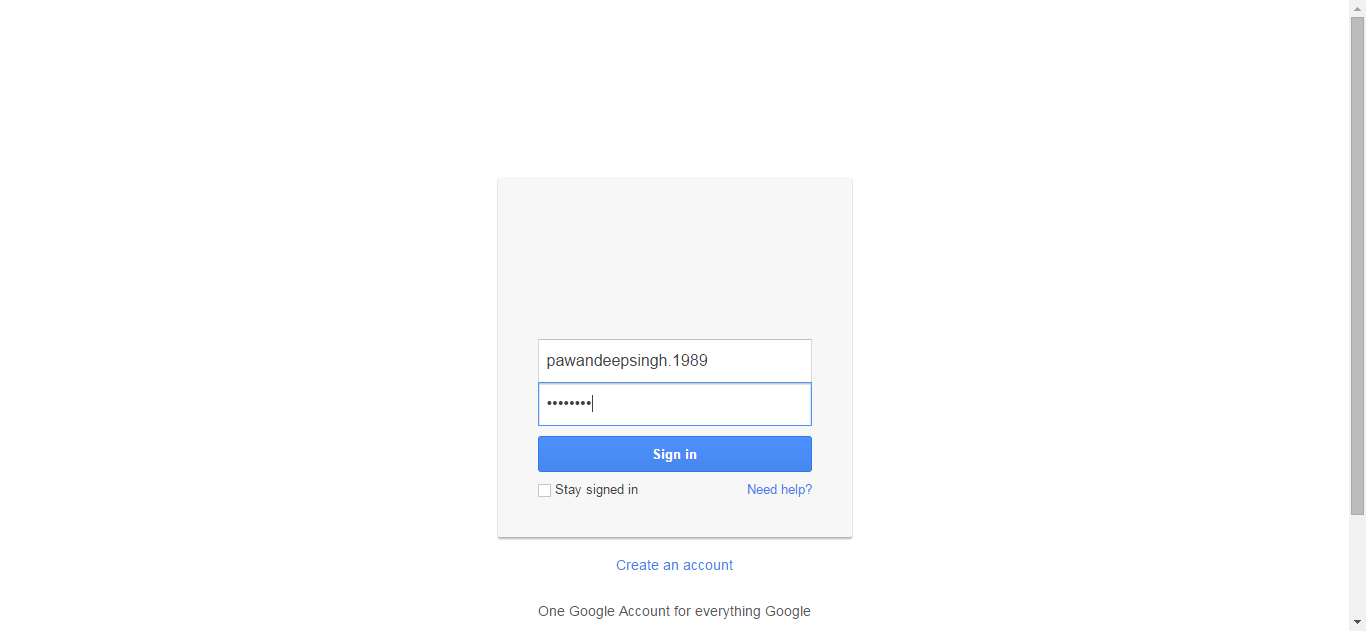 pawandeepsingh.1989
••••••••
Sign in
Stay signed in
Need help?
Create an account
One Google Account for everything Google